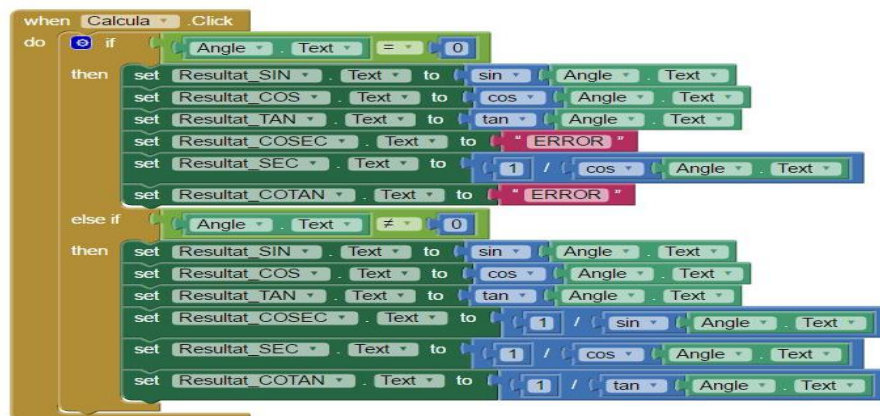 when Calcula .Click
do if Angle . Text = 0
then set Resultat_SIN . Text to sin Angle . Text
set Resultat_COS . Text to cos Angle . Text
set Resultat_TAN . Text to tan Angle . Text
set Resultat_COSEC . Text to " ERROR "
set Resultat_SEC . Text to 1 / cos Angle . Text
set Resultat_COTAN . Text to " ERROR "
else if Angle . Text ≠ 0
then set Resultat_SIN . Text to sin Angle . Text
set Resultat_COS . Text to cos Angle . Text
set Resultat_TAN . Text to tan Angle . Text
set Resultat_COSEC . Text to 1 / sin Angle . Text
set Resultat_SEC . Text to 1 / cos Angle . Text
set Resultat_COTAN . Text to 1 / tan Angle . Text